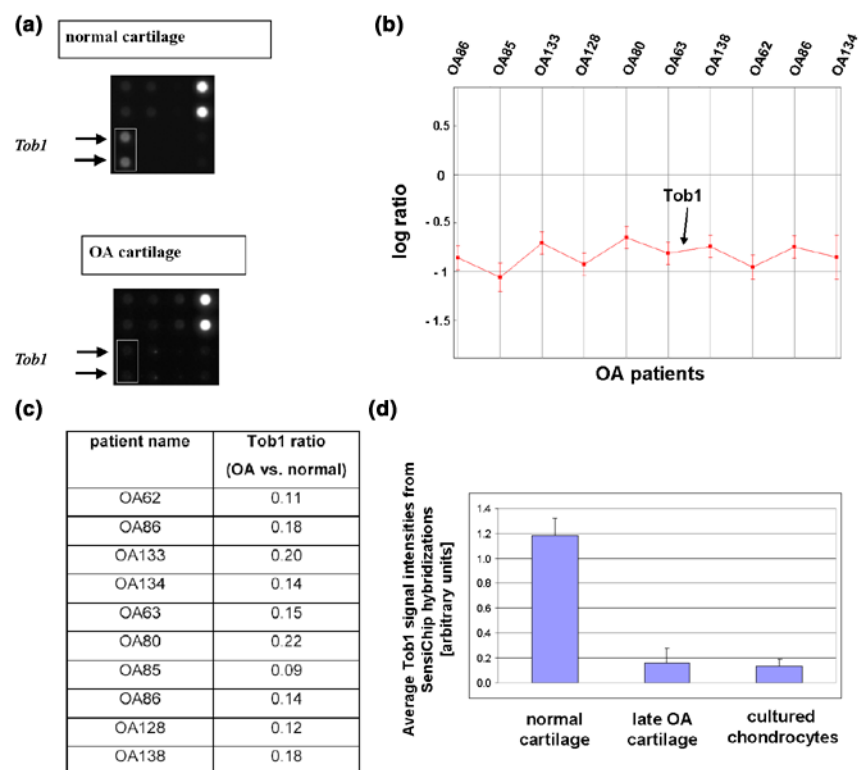 (a)
normal cartilage
Tob1
OA cartilage
Tob1
(b)
OA86 OA85 OA133 OA128 OA80 OA63 OA138 OA62 OA86 OA134
log ratio
0.5
0
- 0.5
- 1
- 1.5
Tob1
OA patients
(c)
patient name Tob1 ratio
(OA vs. normal)
OA62 0.11
OA86 0.18
OA133 0.20
OA134 0.14
OA63 0.15
OA80 0.22
OA85 0.09
OA86 0.14
OA128 0.12
OA138 0.18
(d)
Average Tob1 signal intensities from
SensiChip hybridizations
[arbitrary units]
1.4
1.2
1.0
0.8
0.6
0.4
0.2
0.0
normal
cartilage
late OA
cartilage
cultured
chondrocytes